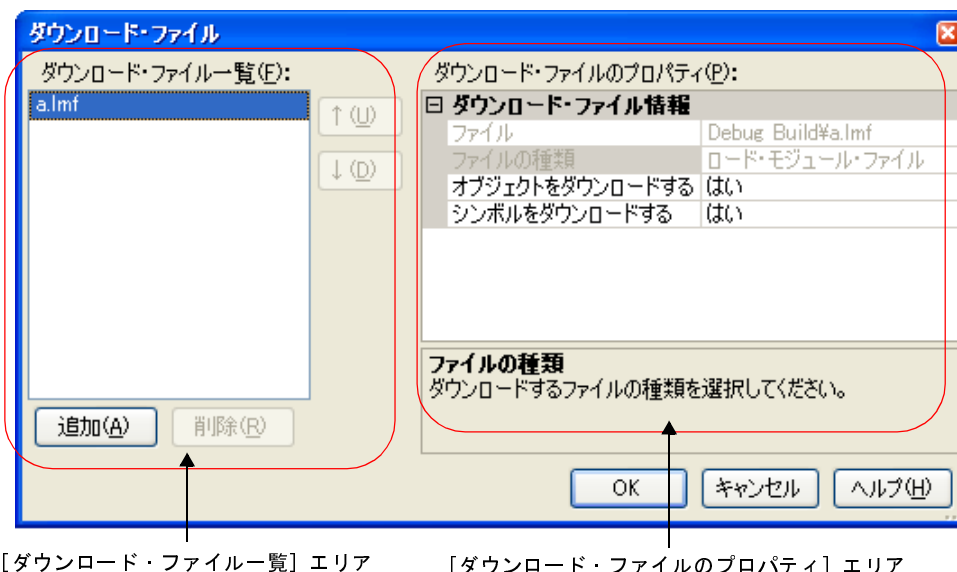 ダウンロード・ファイル
ダウンロード・ファイル一覧(F):
a.lmf
↑(U)
↓(D)
追加(A)
削除(R)
ダウンロード・ファイルのプロパティ(P):
ダウンロード・ファイル情報
ファイル Debug Build¥a.lmf
ファイルの種類 ロード・モジュール・ファイル
オブジェクトをダウンロードする はい
シンボルをダウンロードする はい
ファイルの種類
ダウンロードするファイルの種類を選択してください。
OK キャンセル ヘルプ(H)
[ダウンロード・ファイル一覧] エリア
[ダウンロード・ファイルのプロパティ] エリア